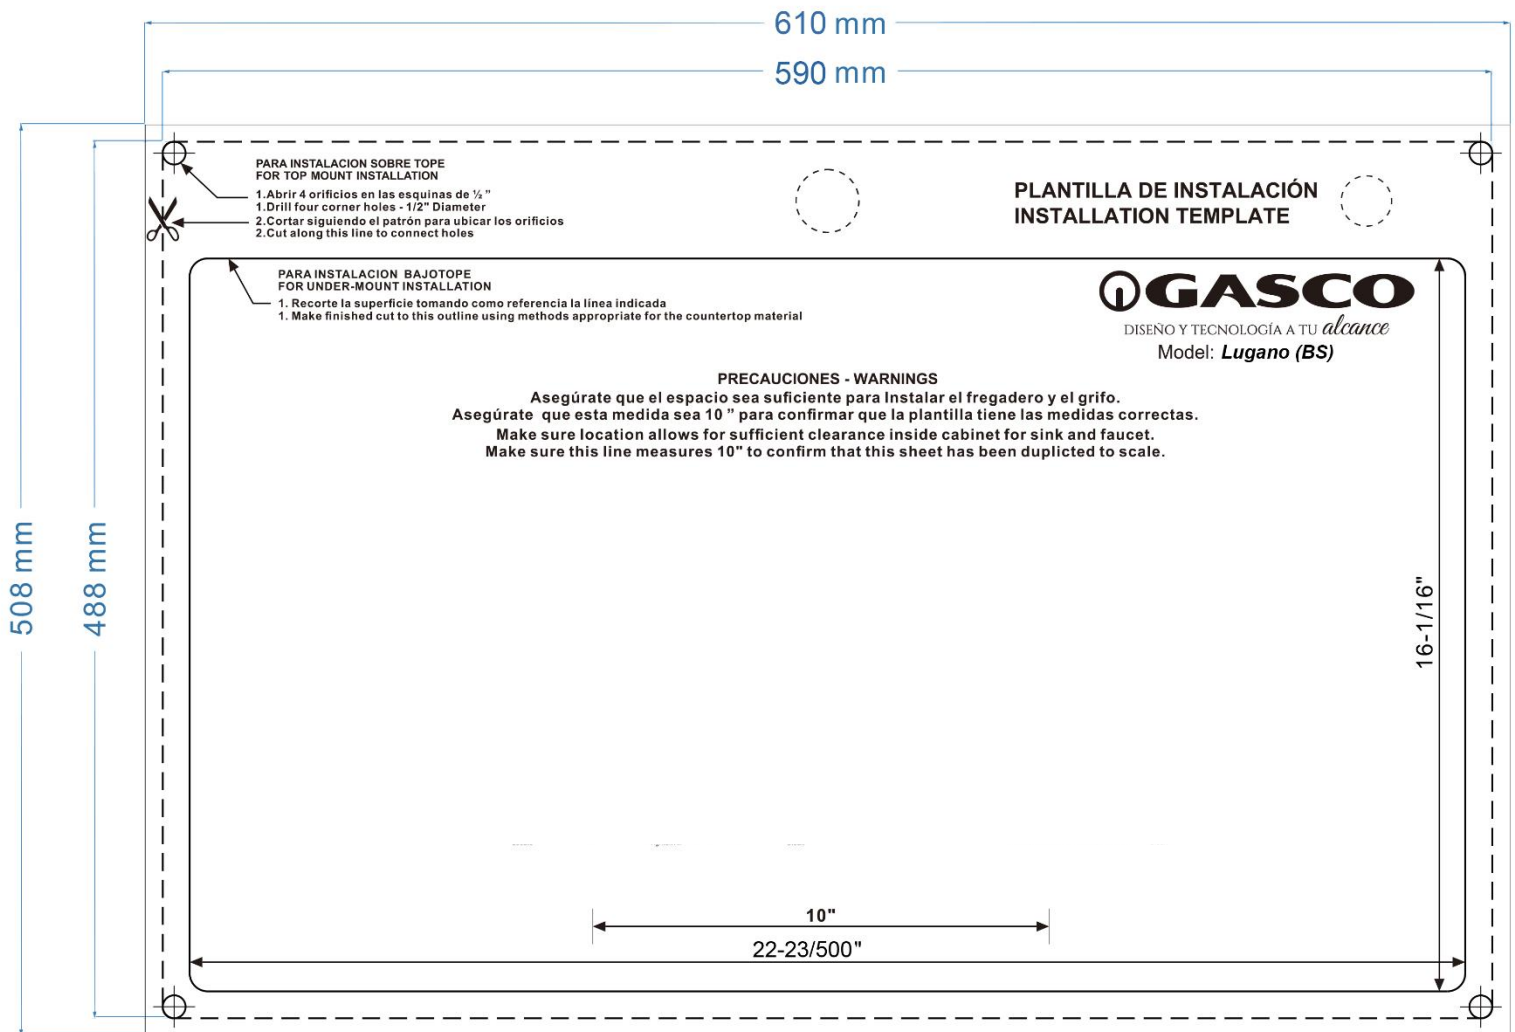 610 mm
590 mm
508 mm
488 mm
PARA INSTALACION SOBRE TOPE
FOR TOP MOUNT INSTALLATION
1.Abrir 4 orificios en las esquinas de ½ "
1.Drill four corner holes - 1/2" Diameter
2.Cortar siguiendo el patrón para ubicar los orificios
2.Cut along this line to connect holes
PLANTILLA DE INSTALACIÓN
INSTALLATION TEMPLATE
PARA INSTALACION BAJOTOPE
FOR UNDER-MOUNT INSTALLATION
1. Recorte la superficie tomando como referencia la línea indicada
1. Make finished cut to this outline using methods appropriate for the countertop material
GASCO
DISEÑO Y TECNOLOGÍA A TU alcance
Model: Lugano (BS)
PRECAUCIONES - WARNINGS
Asegúrate que el espacio sea suficiente para Instalar el fregadero y el grifo.
Asegúrate que esta medida sea 10 ” para confirmar que la plantilla tiene las medidas correctas.
Make sure location allows for sufficient clearance inside cabinet for sink and faucet.
Make sure this line measures 10" to confirm that this sheet has been duplicted to scale.
16-1/16"
10"
22-23/500"